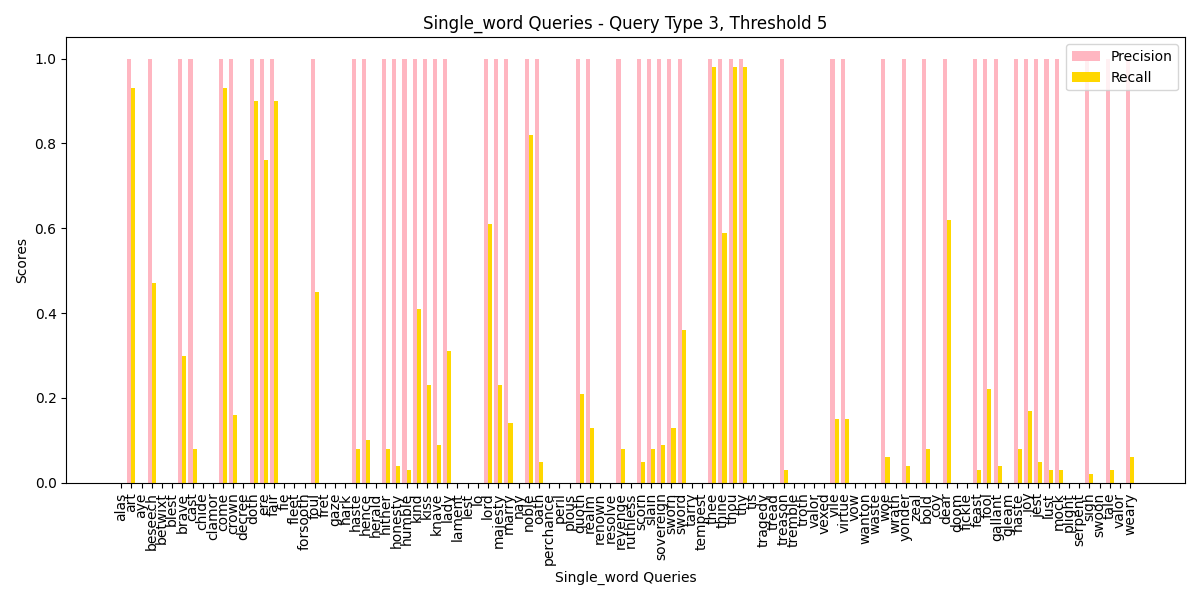 Single_word Queries - Query Type 3, Threshold 5
Precision
Recall
Scores
1.0
0.8
0.6
0.4
0.2
0.0
alas
art
aye
beseech
betwixt
blest
brave
cast
chide
clamor
come
crown
decree
doth
ere
fair
fie
fleet
forsooth
foul
fret
gaze
hark
haste
hence
herald
hither
honesty
humble
kind
kiss
knave
lady
lament
lest
lo
lord
majesty
marry
nay
noble
oath
perchance
peril
pious
quoth
realm
renown
resolve
revenge
ruthless
scorn
slain
sovereign
sworn
sword
tarry
tempest
thee
thine
thou
thy
tis
tragedy
tread
treason
tremble
troth
valor
vexed
vile
virtue
vow
wanton
waste
woe
wrath
yonder
zeal
bold
coy
dear
doom
fickle
feast
fool
gallant
gleam
haste
joy
jest
lust
mock
plight
serpent
sigh
swoon
tale
vain
weary
Single_word Queries